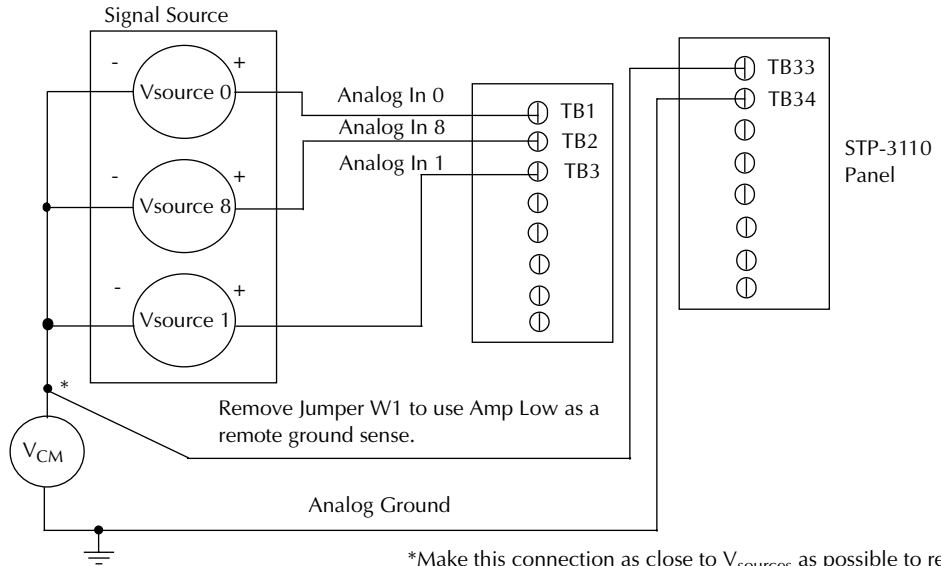 Signal Source
- +
Vsource 0
- +
Vsource 8
- +
Vsource 1
Analog In 0
Analog In 8
Analog In 1
TB1
TB2
TB3
TB33
TB34
STP-3110
Panel
*
Remove Jumper W1 to use Amp Low as a
remote ground sense.
VCM
Analog Ground
*Make this connection as close to Vsources as possible to re